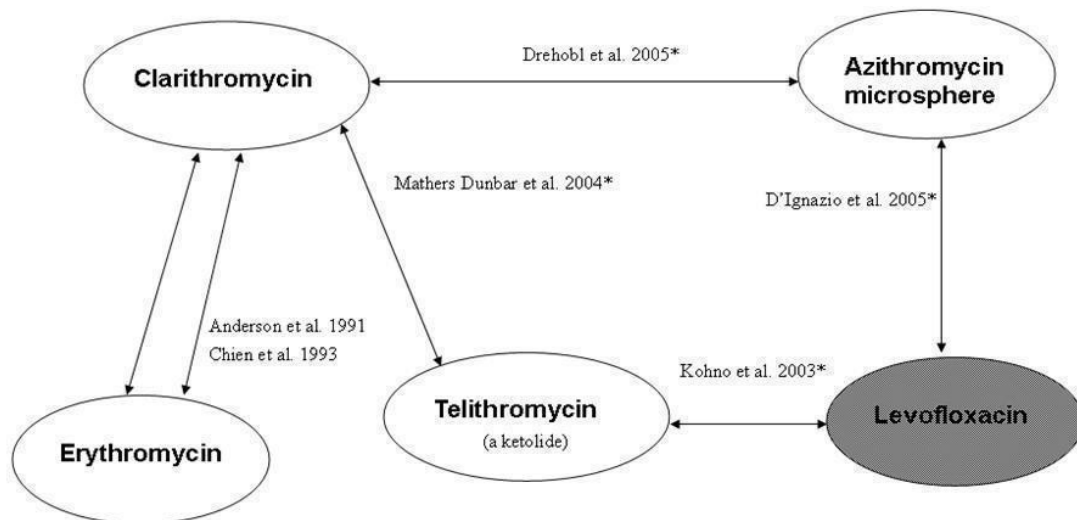 Drehobl et al. 2005*
Clarithromycin
Azithromycin
microsphere
Mathers Dunbar et al. 2004*
D’Ignazio et al. 2005*
Anderson et al. 1991
Chien et al. 1993
Kohno et al. 2003*
Telithromycin
(a ketolide)
Levofloxacin
Erythromycin